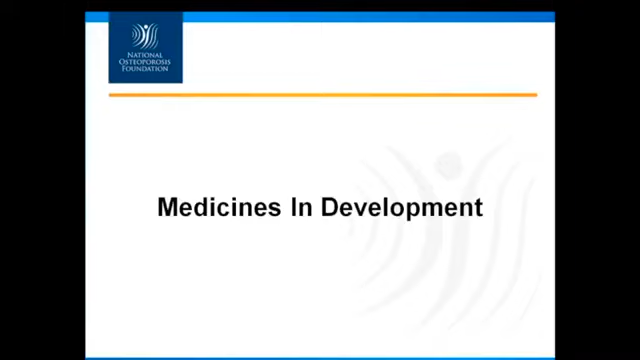 NATIONAL
OSTEOPOROSIS
FOUNDATION
Medicines In Development